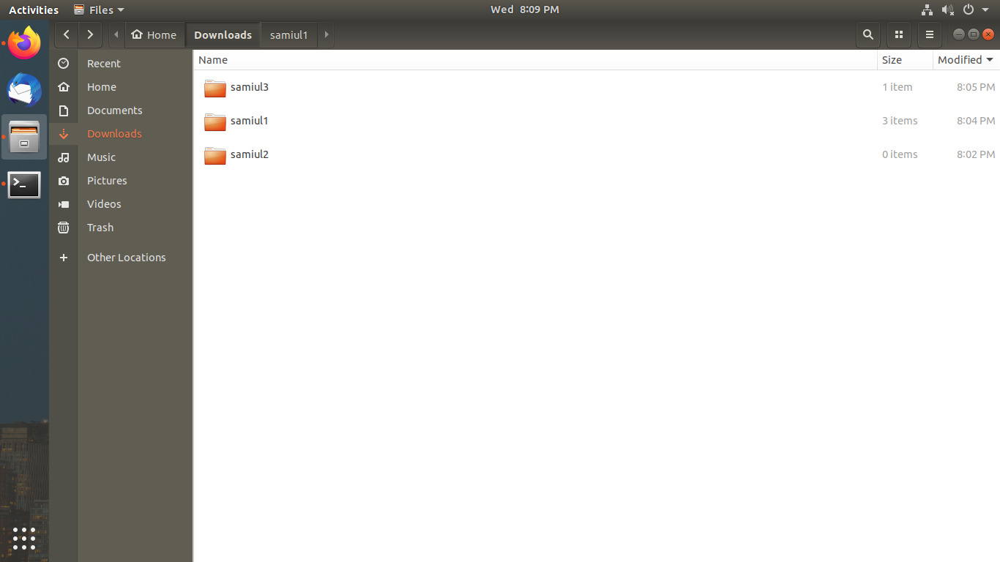 Activities Files Wed 8:09 PM
Home Downloads samiul1
Recent
Home
Documents
Downloads
Music
Pictures
Videos
Trash
Other Locations
Name Size Modified
samiul3 1 item 8:05 PM
samiul1 3 items 8:04 PM
samiul2 0 items 8:02 PM